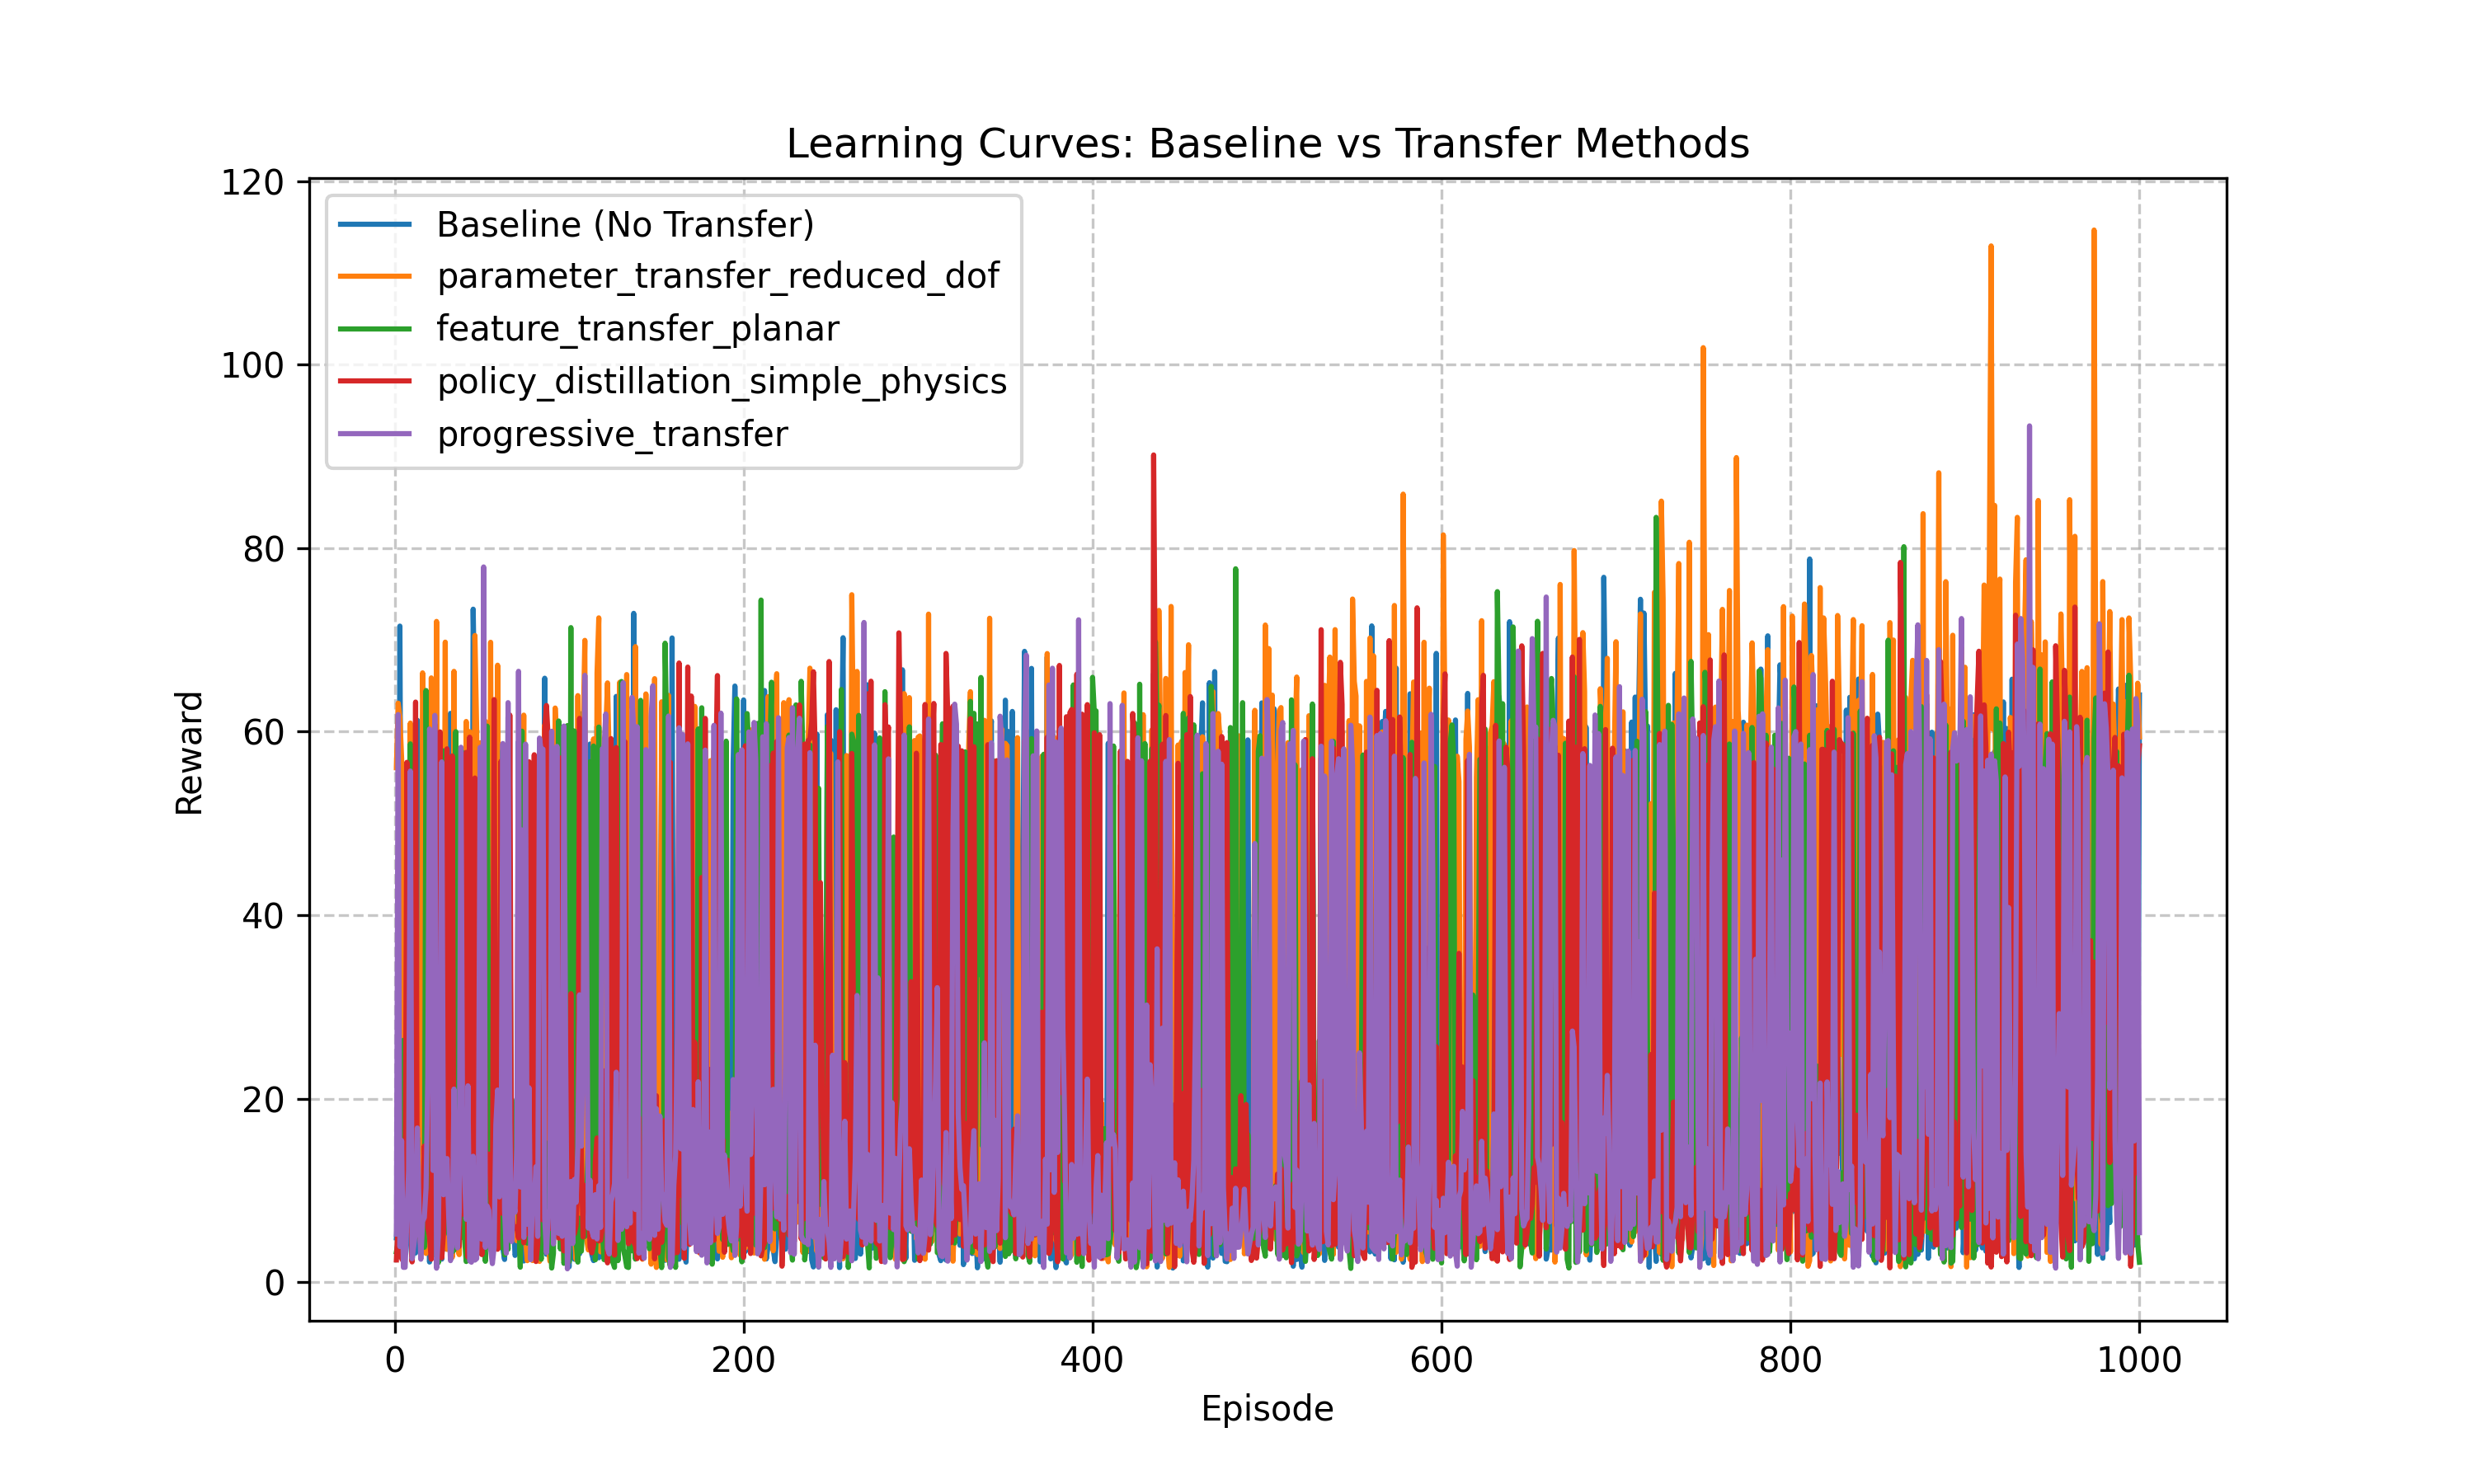 Learning Curves: Baseline vs Transfer Methods
120
100
80
60
40
20
0
Reward
Baseline (No Transfer)
parameter_transfer_reduced_dof
feature_transfer_planar
policy_distillation_simple_physics
progressive_transfer
0 200 400 600 800 1000
Episode